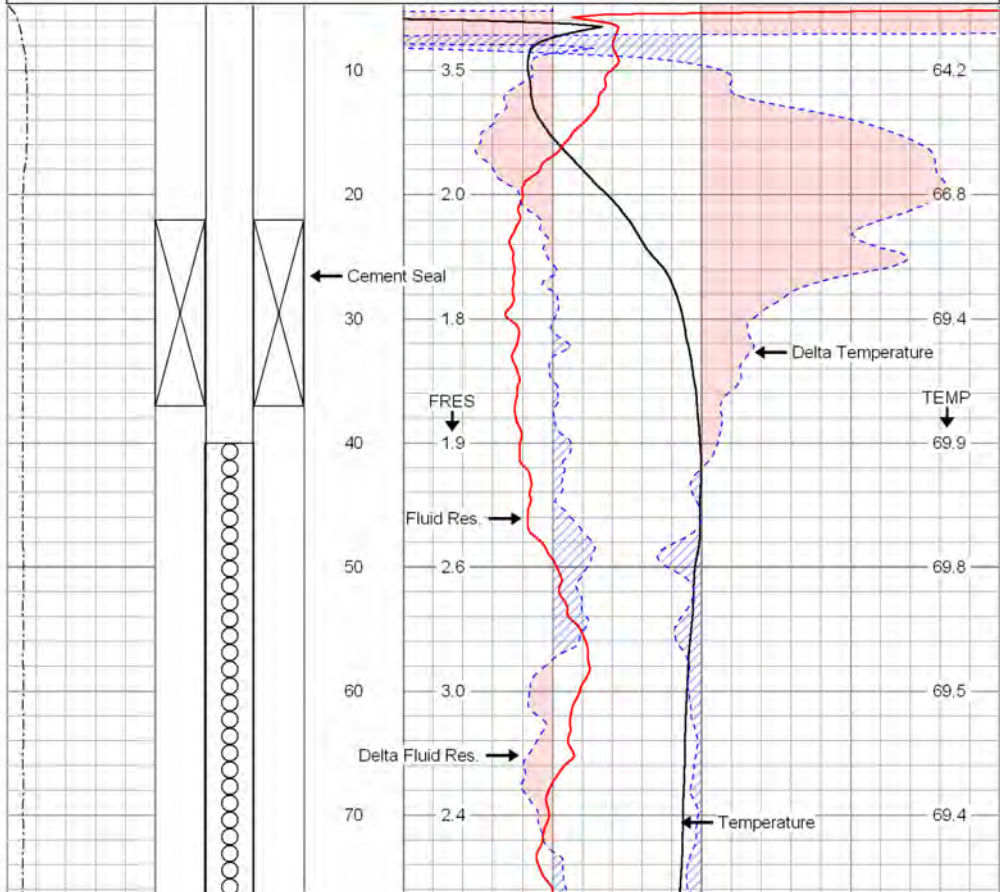 10 3.5 64.2
20 2.0 66.8
Cement Seal
30 1.8 69.4
Delta Temperature
FRES TEMP
40 1.9 69.9
Fluid Res.
50 2.6 69.8
60 3.0 69.5
Delta Fluid Res.
70 2.4 69.4
Temperature